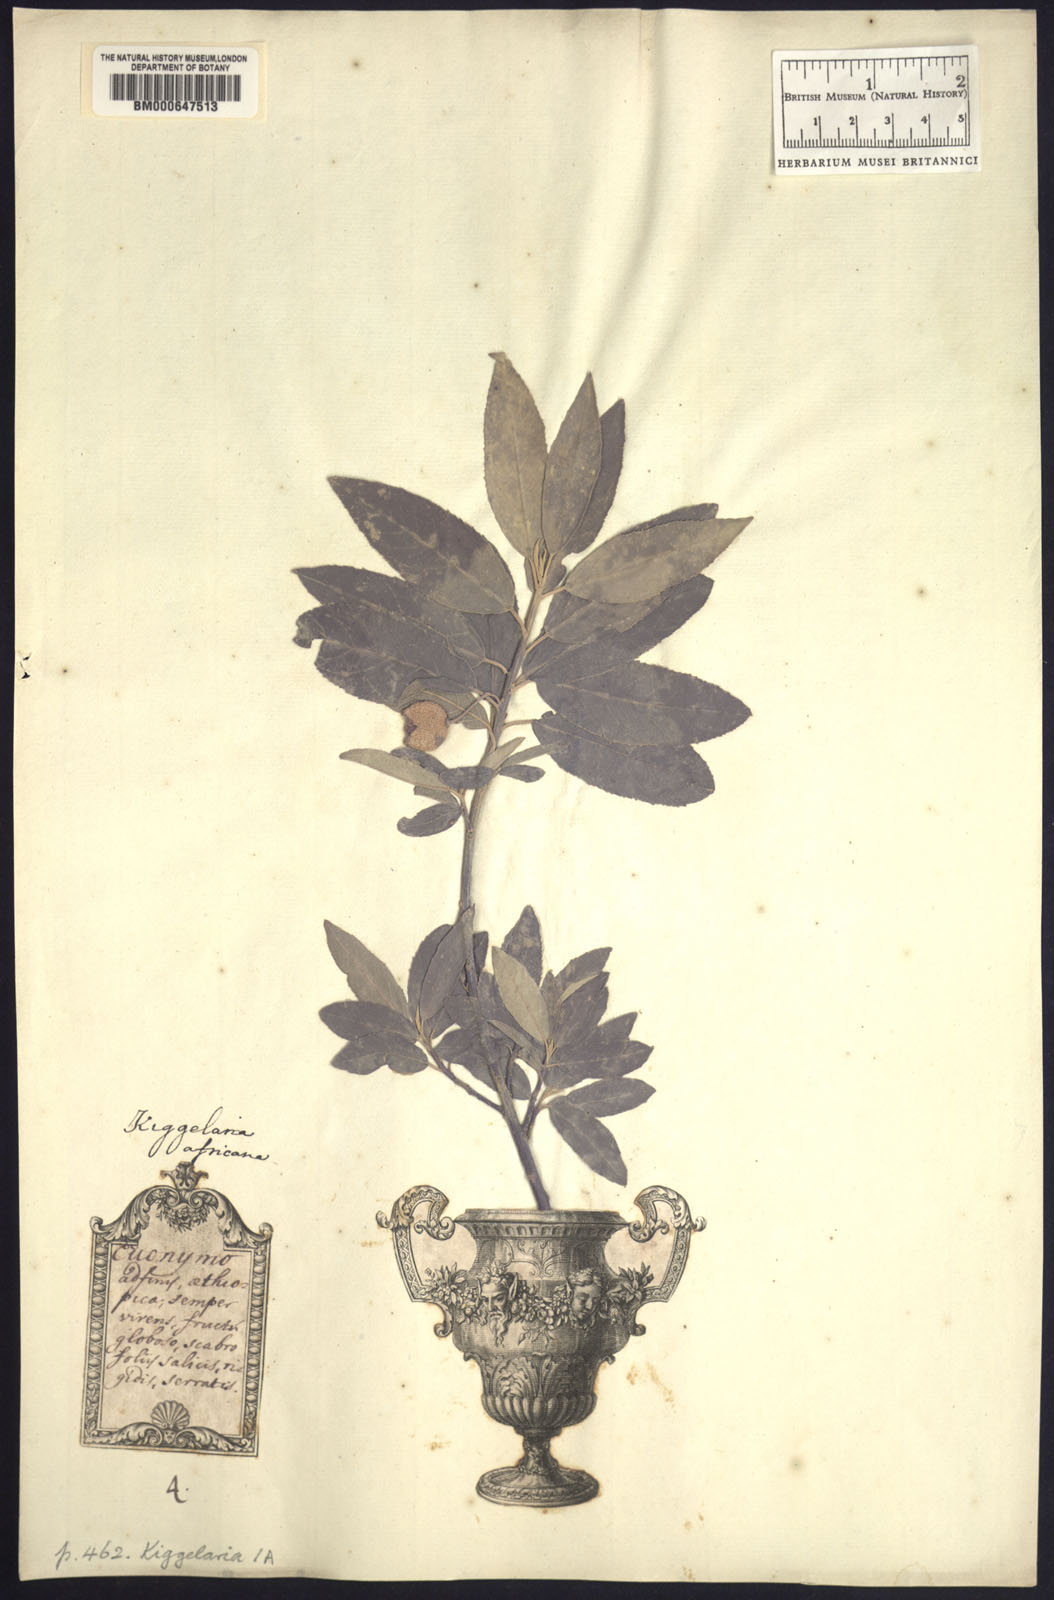 THE NATURAL HISTORY MUSEUM, LONDON
DEPARTMENT OF BOTANY
BM000647513
1 2
BRITISH MUSEUM (NATURAL HISTORY)
1 2 3 4 5
HERBARIUM MUSEI BRITANNICI
Kiggelaria
africana
Euonymo
adfinis, æthio-
pica, semper
virens, fructu
globoso, scabro
foliis salicis, ri
gidis, serratis.
4.
p. 462. Kiggelaria 1A